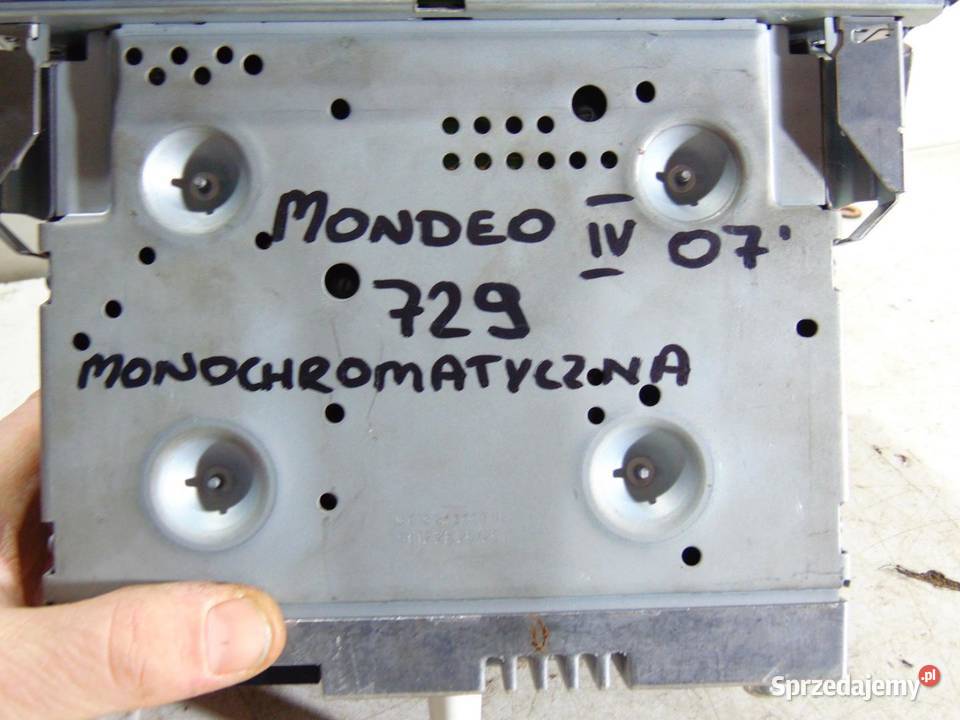 MONDEO IV 07'
729
MONOCHROMATYCZNA
Sprzedajemy.pl